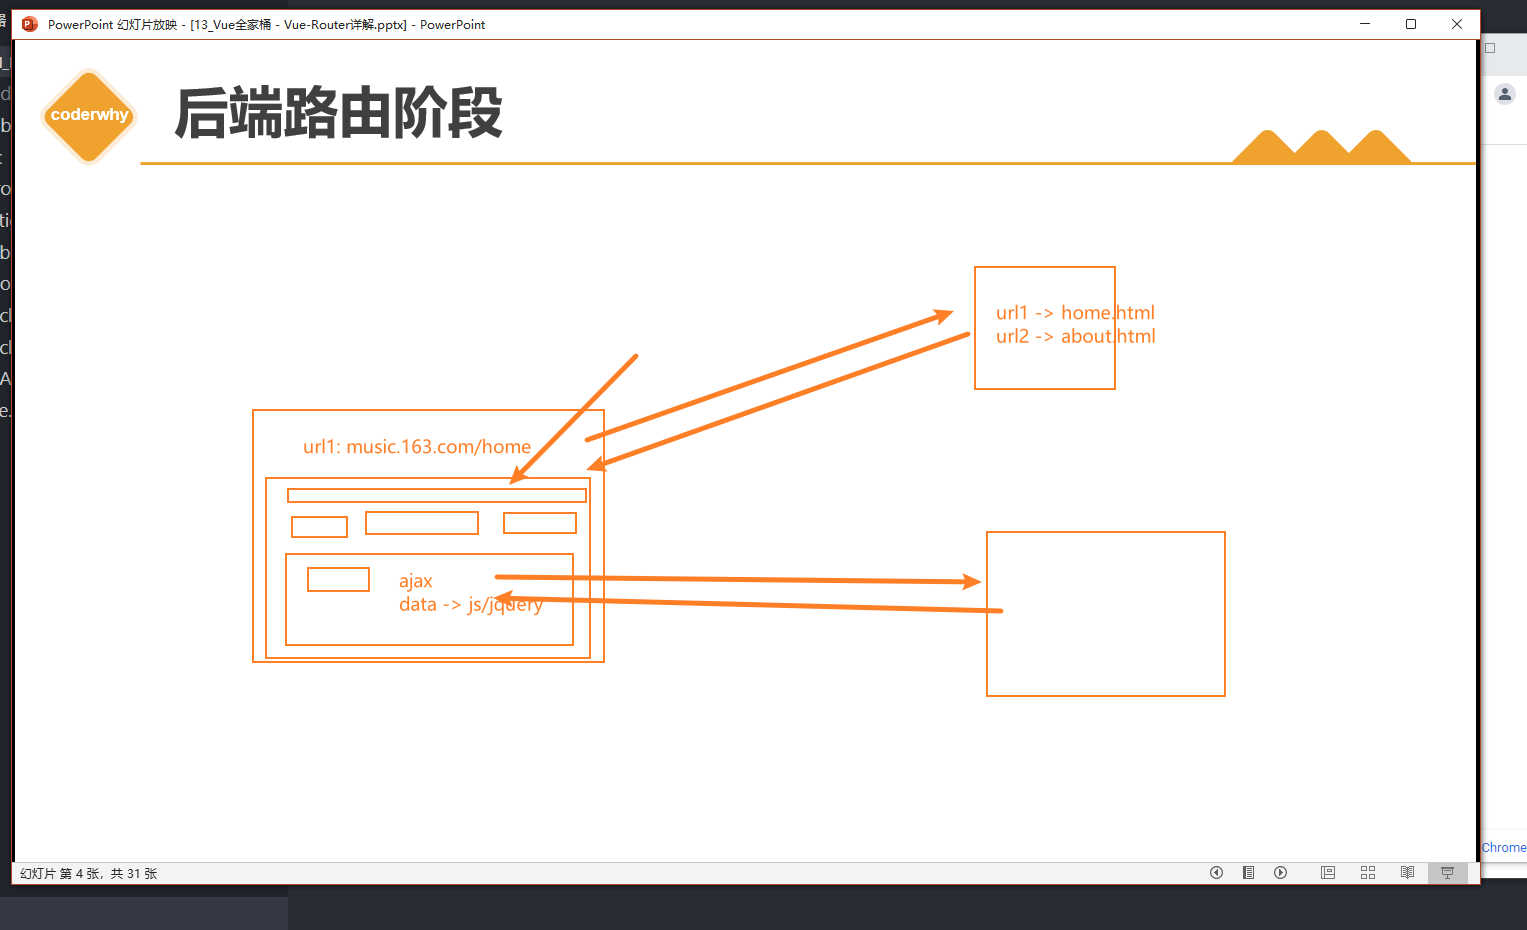 PowerPoint 幻灯片放映 - [13_Vue全家桶 - Vue-Router详解.pptx] - PowerPoint
coderwhy
后端路由阶段
url1 -> home.html
url2 -> about.html
url1: music.163.com/home
ajax
data -> js/jquery
Chrome
幻灯片 第 4 张，共 31 张